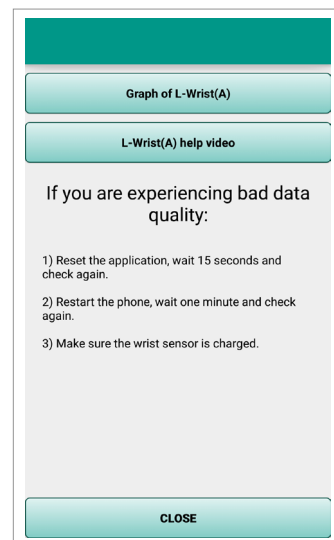 Graph of L-Wrist(A)
L-Wrist(A) help video
If you are experiencing bad data
quality:
1) Reset the application, wait 15 seconds and
check again.
2) Restart the phone, wait one minute and check
again.
3) Make sure the wrist sensor is charged.
CLOSE